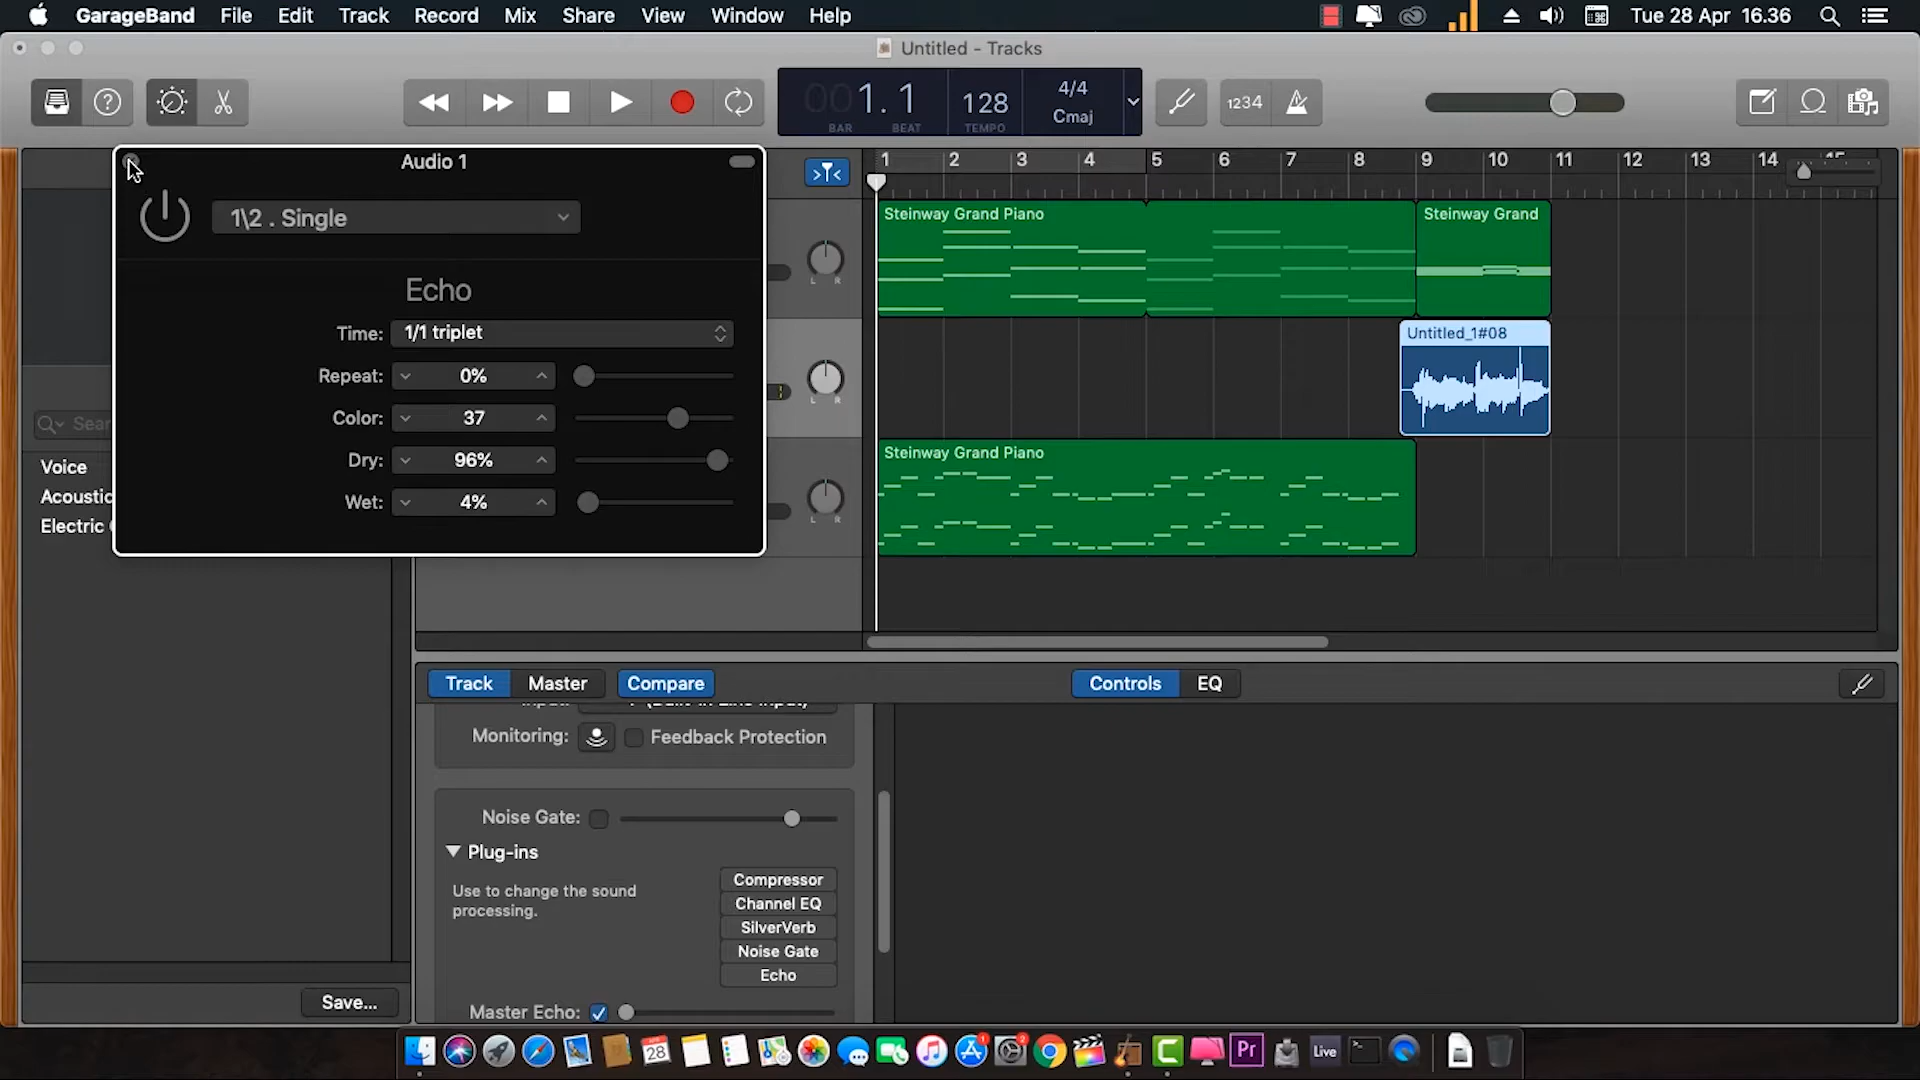 GarageBand File Edit Track Record Mix Share View Window Help Tue 28 Apr 16.36
Untitled - Tracks
1234
001. 1
BAR BEAT
128
TEMPO
4/4
Cmaj
Audio 1
1\2 . Single
Echo
Time: 1/1 triplet
Repeat: 0%
Color: 37
Dry: 96%
Wet: 4%
Voice
Electric
Save...
1 2 3 4 5 6 7 8 9 10 11 12 13 14 15
Steinway Grand Piano
Steinway Grand
L R
Untitled_1#08
L R
Steinway Grand Piano
L R
Track Master Compare Controls EQ
Monitoring: Feedback Protection
Noise Gate:
Plug-ins
Use to change the sound
processing.
Compressor
Channel EQ
SilverVerb
Noise Gate
Echo
Master Echo:
28
Pr
Live